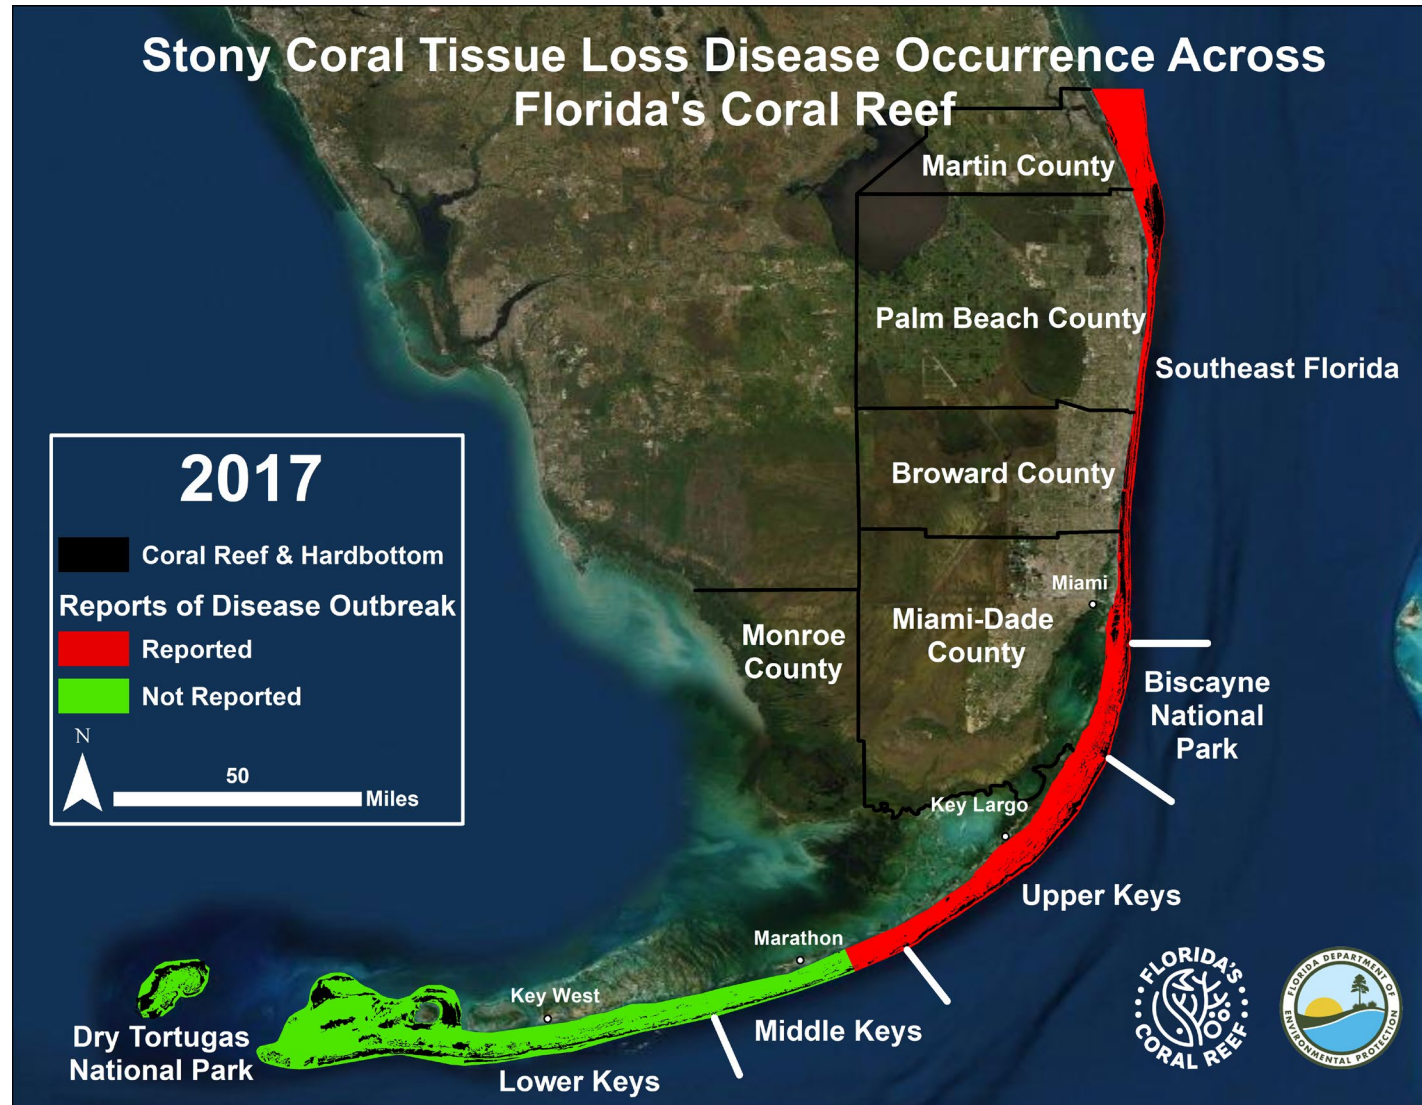 Stony Coral Tissue Loss Disease Occurrence Across
Florida's Coral Reef
Martin County
Palm Beach County
Southeast Florida
Broward County
Miami
Miami-Dade
County
Monroe
County
Biscayne
National
Park
Key Largo
Upper Keys
Marathon
Middle Keys
Key West
Lower Keys
Dry Tortugas
National Park
2017
Coral Reef & Hardbottom
Reports of Disease Outbreak
Reported
Not Reported
N
50
Miles
FLORIDA'S
CORAL REEF
FLORIDA DEPARTMENT OF
ENVIRONMENTAL PROTECTION